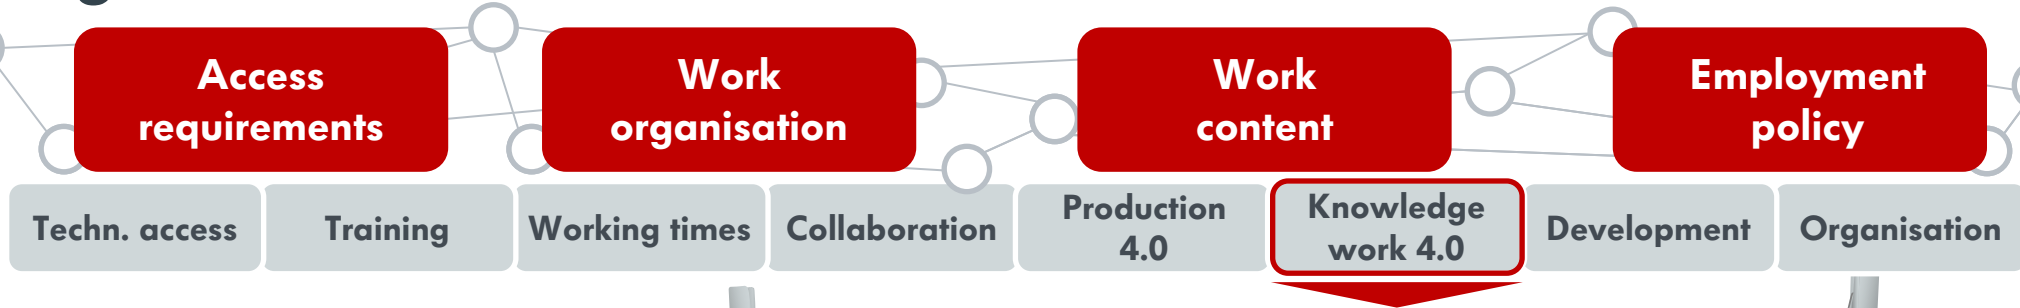 Access
requirements
Work
organisation
Work
content
Employment
policy
Techn. access
Training
Working times
Collaboration
Production
4.0
Knowledge
work 4.0
Development
Organisation